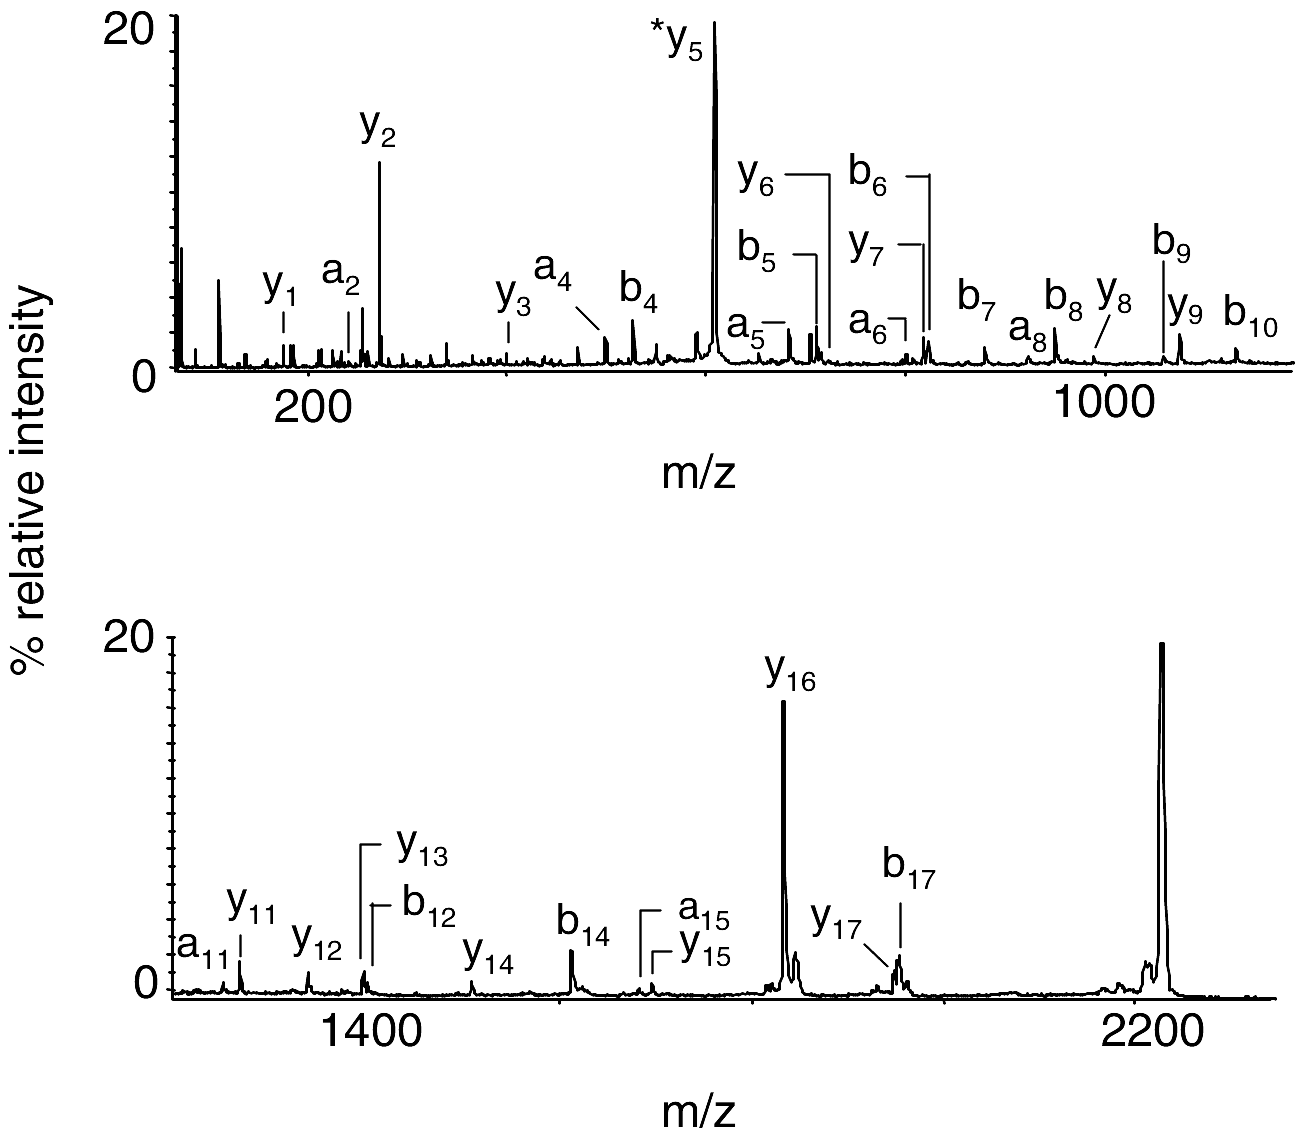 % relative intensity
20
*y5
y2
y6
b6
b5
y7
b9
y1
a2
a4
y3
b4
a5
a6
b7
b8
y8
a8
y9
b10
0
200
1000
m/z
20
y16
y13
b12
b17
y11
a11
y12
y14
b14
a15
y15
y17
0
1400
2200
m/z